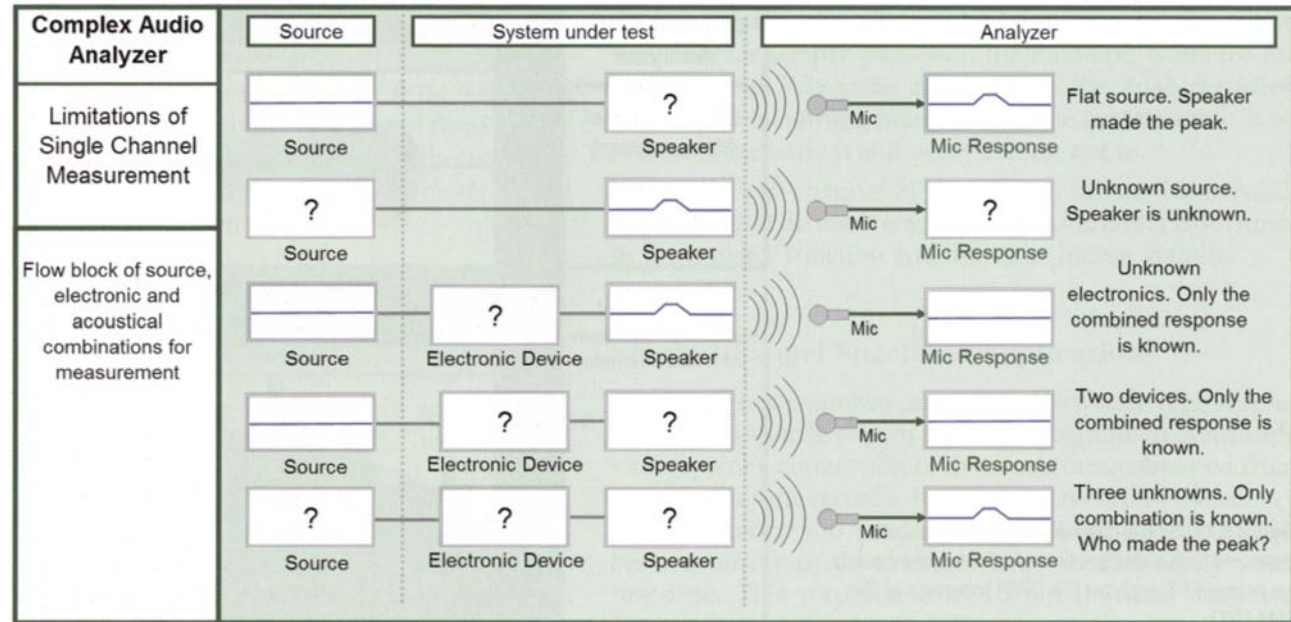 Complex Audio
Analyzer
Limitations of
Single Channel
Measurement
Flow block of source,
electronic and
acoustical
combinations for
measurement
Source
System under test
Analyzer
?
Source
Speaker
Mic
Mic Response
Flat source. Speaker
made the peak.
?
?
Source
Speaker
Mic
Mic Response
Unknown source.
Speaker is unknown.
?
Source
Electronic Device
Speaker
Mic
Mic Response
Unknown
electronics. Only the
combined response
is known.
?
?
Source
Electronic Device
Speaker
Mic
Mic Response
Two devices. Only the
combined response is
known.
?
?
?
Source
Electronic Device
Speaker
Mic
Mic Response
Three unknowns. Only
combination is known.
Who made the peak?